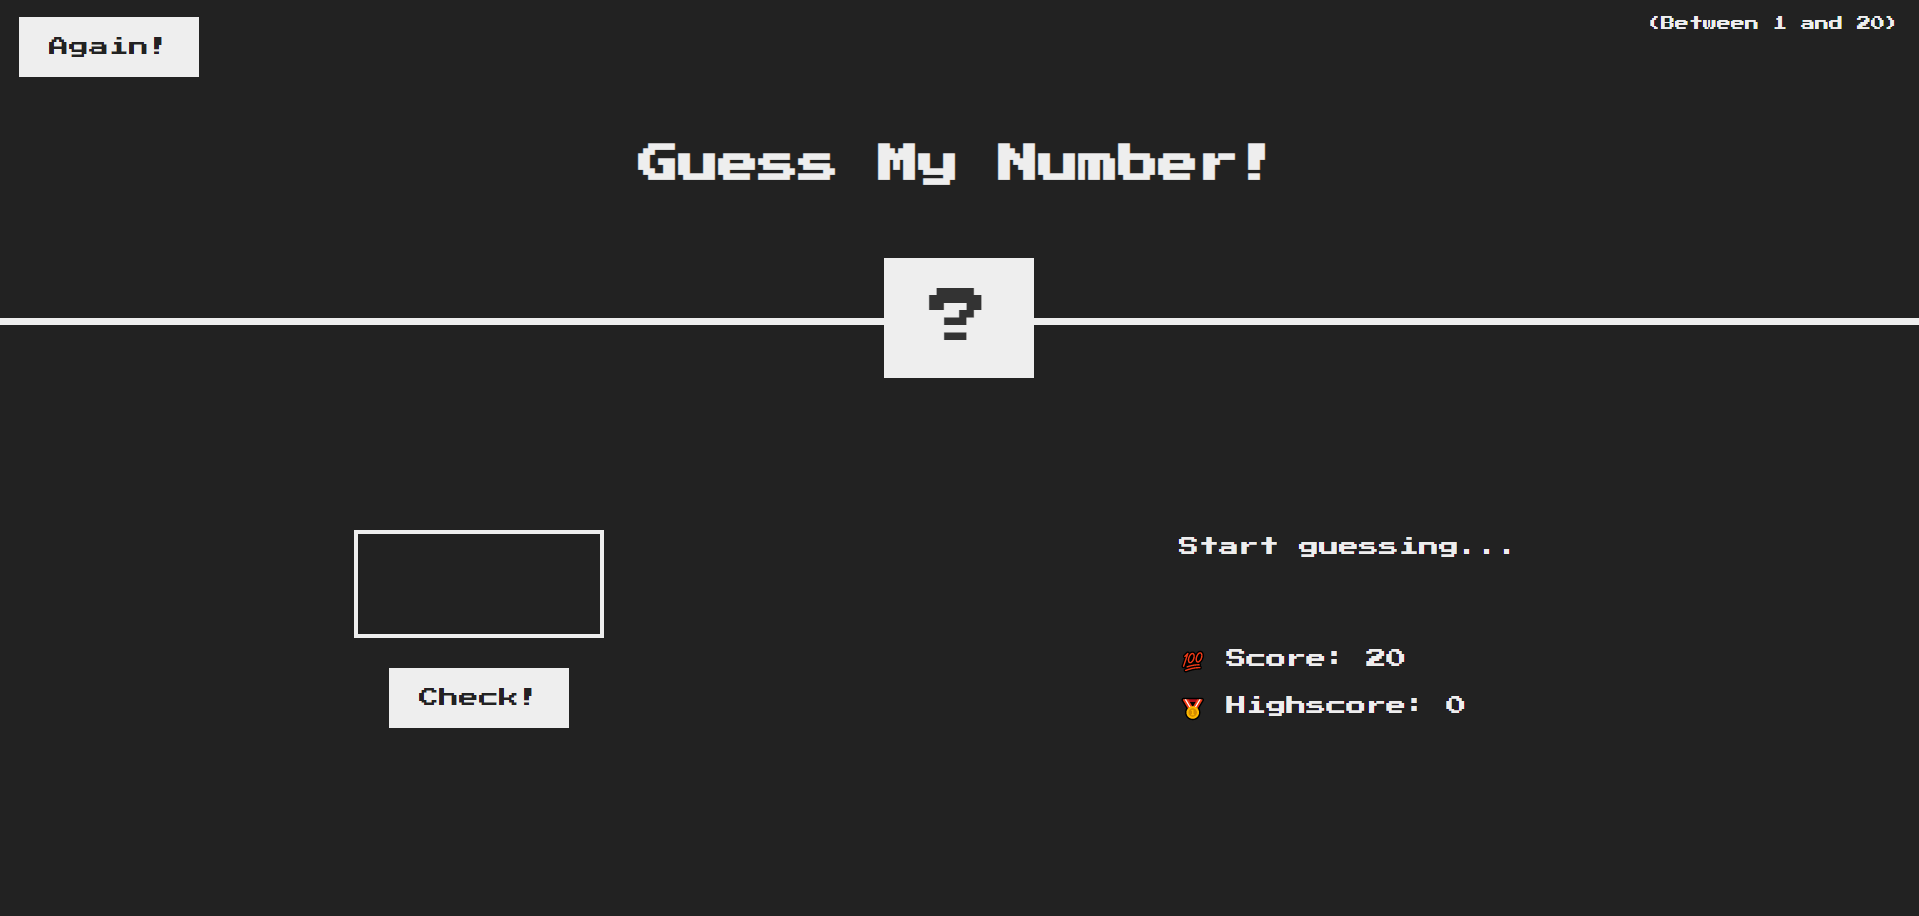 Again!
(Between 1 and 20)
Guess My Number!
?
Start guessing...
💯 Score: 20
Check!
🥇 Highscore: 0